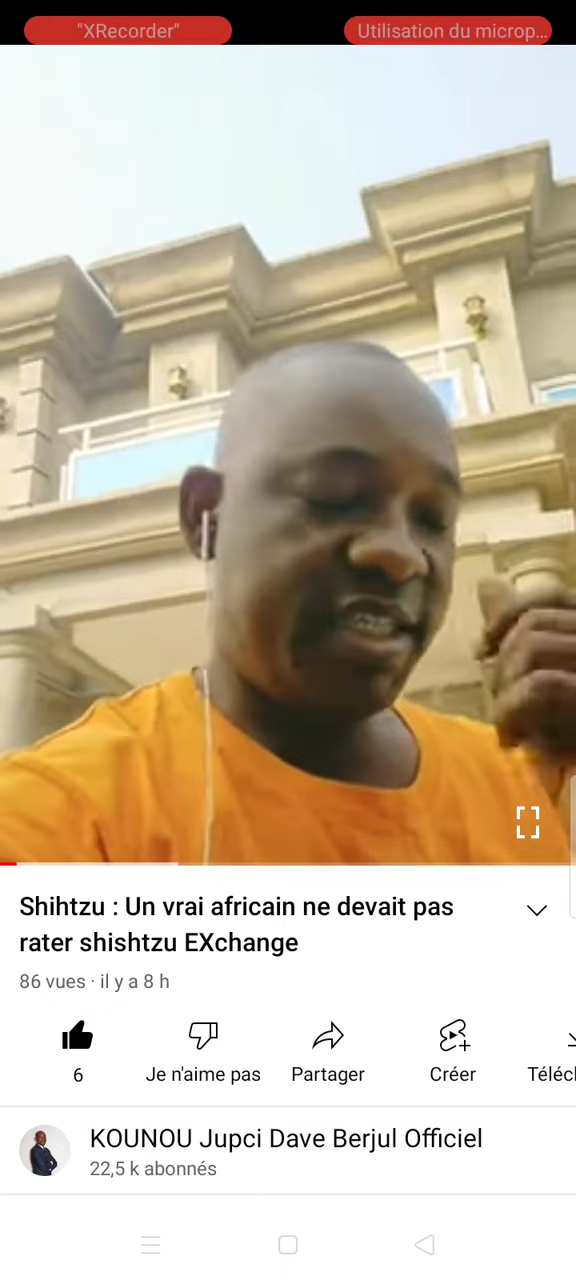 "XRecorder"
Utilisation du microp...
Shihtzu : Un vrai africain ne devait pas
rater shishtzu EXchange
86 vues · il y a 8 h
6
Je n'aime pas
Partager
Créer
Téléch
KOUNOU Jupci Dave Berjul Officiel
22,5 k abonnés